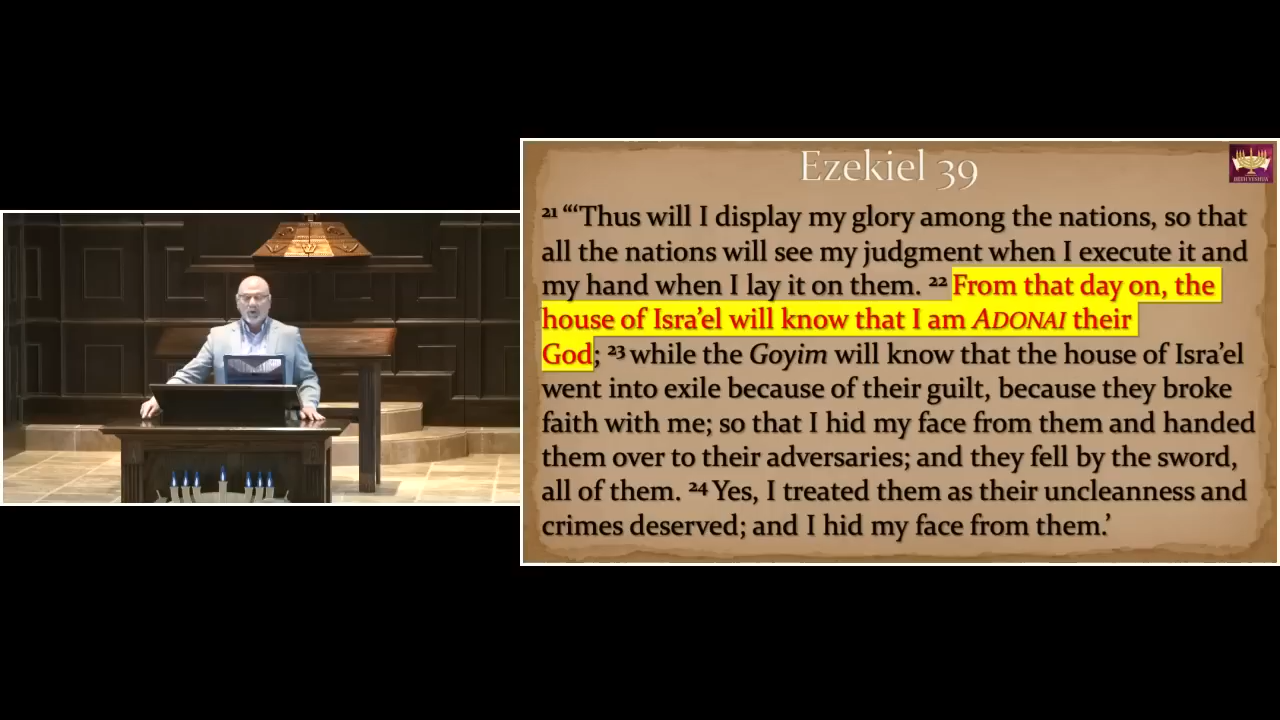 Ezekiel 39
BETH YESHUA
21 “‘Thus will I display my glory among the nations, so that
all the nations will see my judgment when I execute it and
my hand when I lay it on them. 22 From that day on, the
house of Isra’el will know that I am ADONAI their
God; 23 while the Goyim will know that the house of Isra’el
went into exile because of their guilt, because they broke
faith with me; so that I hid my face from them and handed
them over to their adversaries; and they fell by the sword,
all of them. 24 Yes, I treated them as their uncleanness and
crimes deserved; and I hid my face from them.’